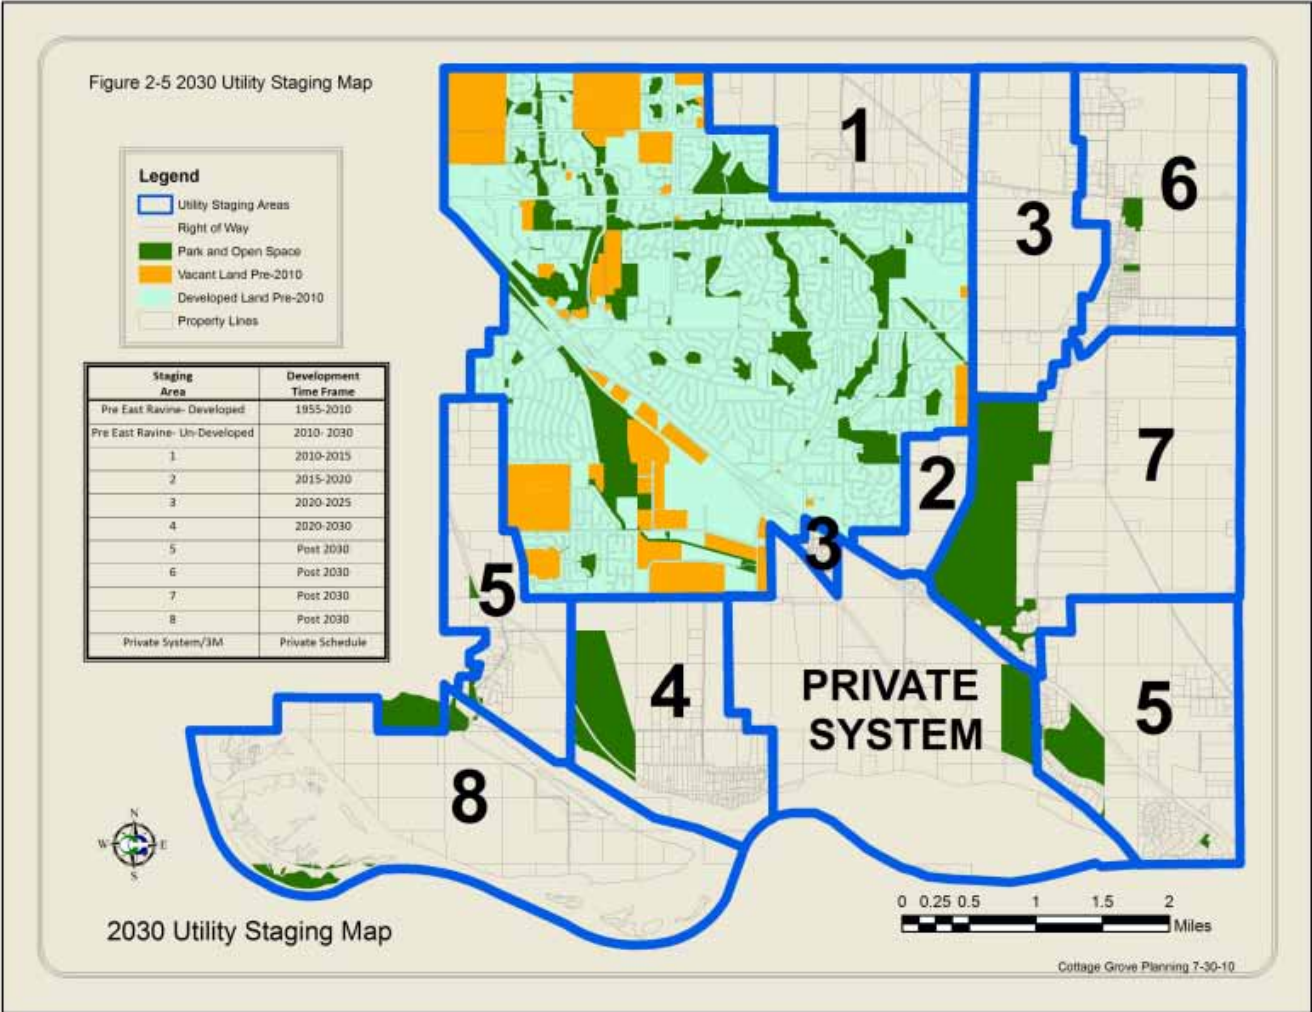 Figure 2-5 2030 Utility Staging Map
Legend
Utility Staging Areas
Right of Way
Park and Open Space
Vacant Land Pre-2010
Developed Land Pre-2010
Property Lines
Staging Area Development Time Frame
Pre East Ravine- Developed 1955-2010
Pre East Ravine- Un-Developed 2010- 2030
1 2010-2015
2 2015-2020
3 2020-2025
4 2020-2030
5 Post 2030
6 Post 2030
7 Post 2030
8 Post 2030
Private System/3M Private Schedule
1
6
3
7
2
3
5
4
PRIVATE
SYSTEM
5
8
N
W E
S
2030 Utility Staging Map
0 0.25 0.5 1 1.5 2
Miles
Cottage Grove Planning 7-30-10